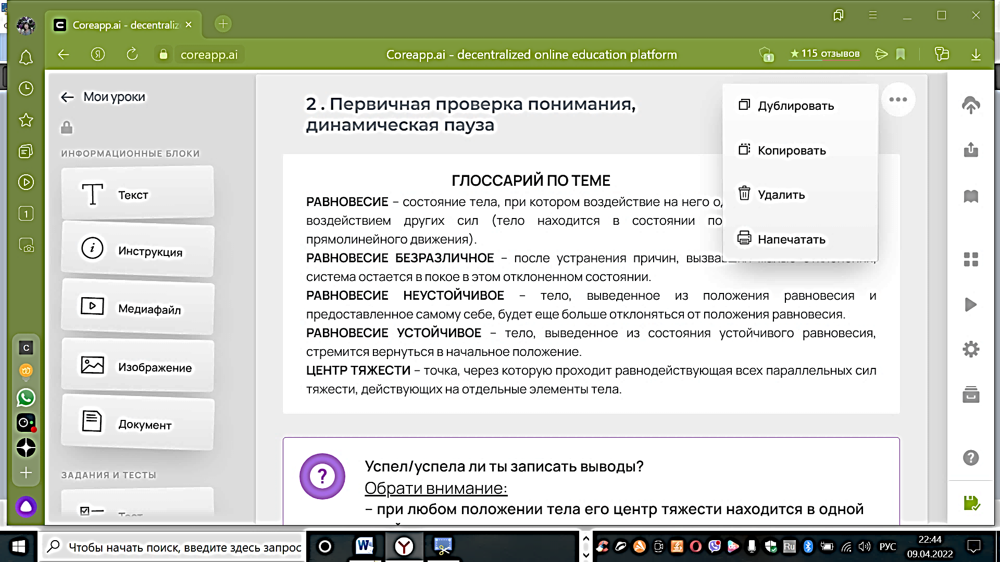 Coreapp.ai - decentraliz
coreapp.ai
Coreapp.ai - decentralized online education platform
1
★ 115 отзывов
Мои уроки
ИНФОРМАЦИОННЫЕ БЛОКИ
Текст
Инструкция
Медиафайл
Изображение
Документ
ЗАДАНИЯ И ТЕСТЫ
Тест
1
2 . Первичная проверка понимания,
динамическая пауза
Дублировать
Копировать
Удалить
Напечатать
ГЛОССАРИЙ ПО ТЕМЕ
РАВНОВЕСИЕ – состояние тела, при котором воздействие на него
воздействием других сил (тело находится в состоянии по
прямолинейного движения).
РАВНОВЕСИЕ БЕЗРАЗЛИЧНОЕ – после устранения причин,
система остается в покое в этом отклоненном состоянии.
РАВНОВЕСИЕ НЕУСТОЙЧИВОЕ – тело, выведенное из положения равновесия и
предоставленное самому себе, будет еще больше отклоняться от положения равновесия.
РАВНОВЕСИЕ УСТОЙЧИВОЕ – тело, выведенное из состояния устойчивого равновесия,
стремится вернуться в начальное положение.
ЦЕНТР ТЯЖЕСТИ – точка, через которую проходит равнодействующая всех параллельных сил
тяжести, действующих на отдельные элементы тела.
?
Успел/успела ли ты записать выводы?
Обрати внимание:
– при любом положении тела его центр тяжести находится в одной
Чтобы начать поиск, введите здесь запрос
Ru
РУС
22:44
09.04.2022